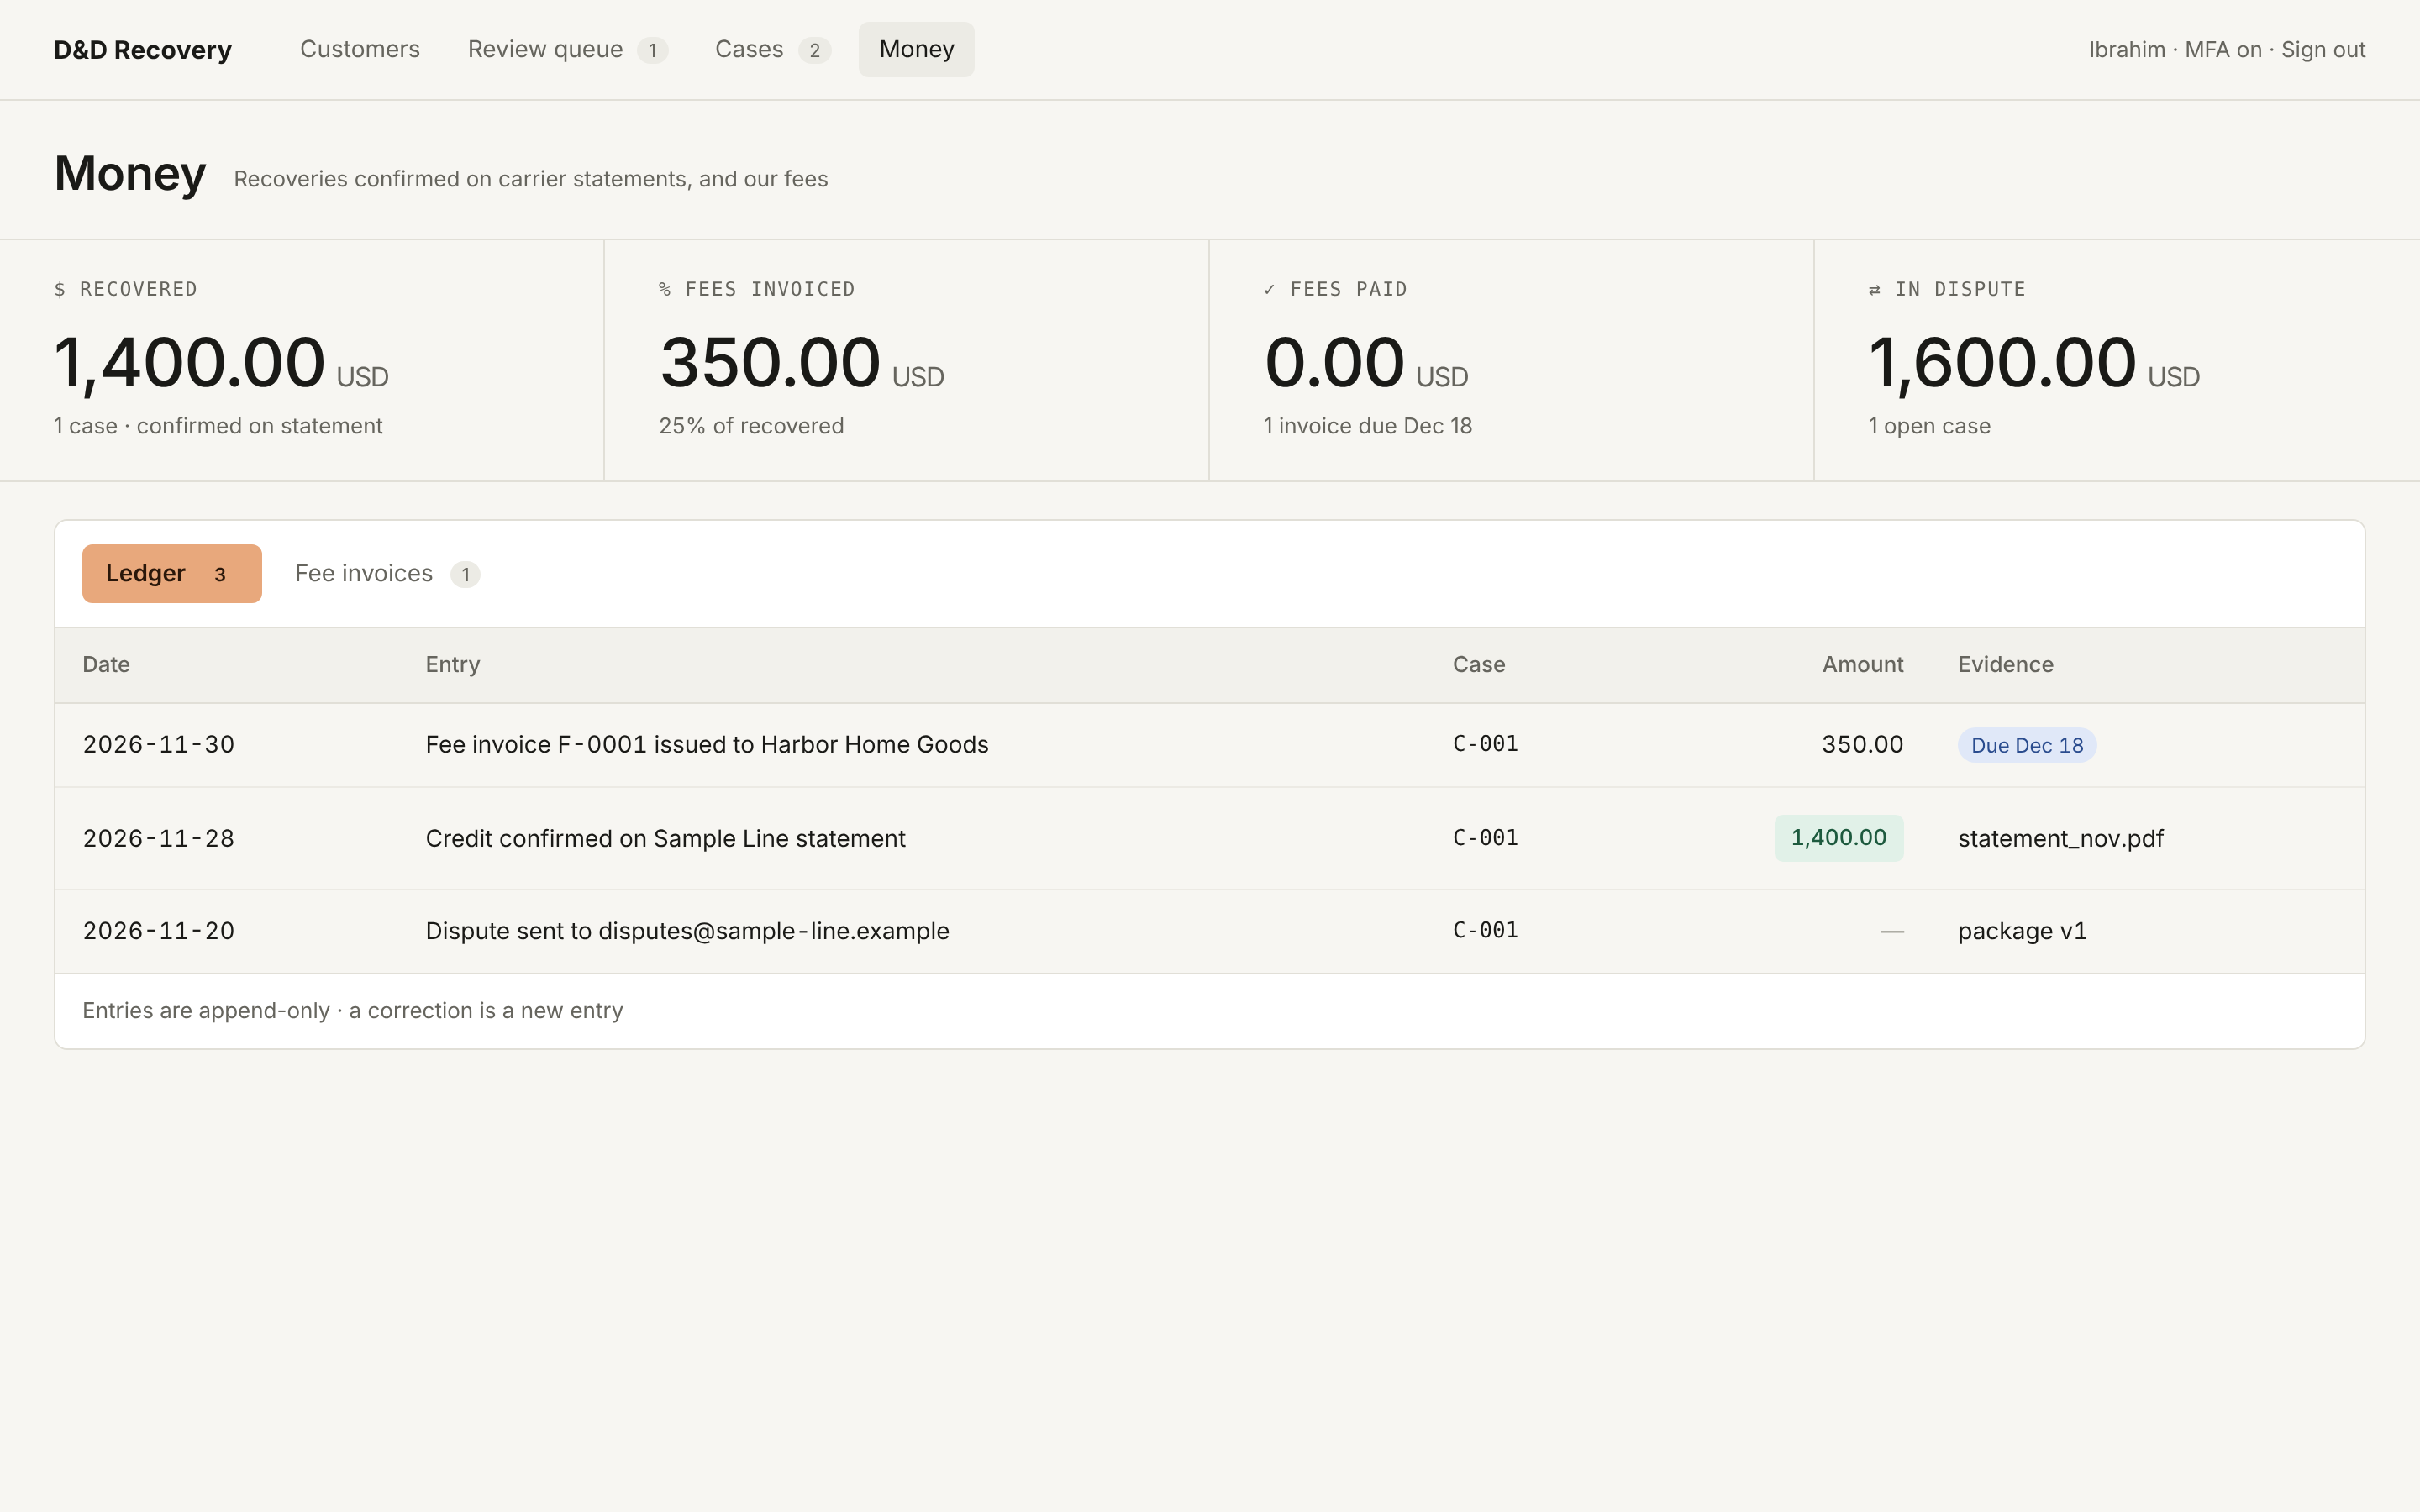 D&D Recovery Customers Review queue 1 Cases 2 Money Ibrahim · MFA on · Sign out
Money Recoveries confirmed on carrier statements, and our fees
$ RECOVERED
1,400.00 USD
1 case · confirmed on statement
% FEES INVOICED
350.00 USD
25% of recovered
✓ FEES PAID
0.00 USD
1 invoice due Dec 18
⇄ IN DISPUTE
1,600.00 USD
1 open case
Ledger 3 Fee invoices 1
Date Entry Case Amount Evidence
2026-11-30 Fee invoice F-0001 issued to Harbor Home Goods C-001 350.00 Due Dec 18
2026-11-28 Credit confirmed on Sample Line statement C-001 1,400.00 statement_nov.pdf
2026-11-20 Dispute sent to disputes@sample-line.example C-001 — package v1
Entries are append-only · a correction is a new entry